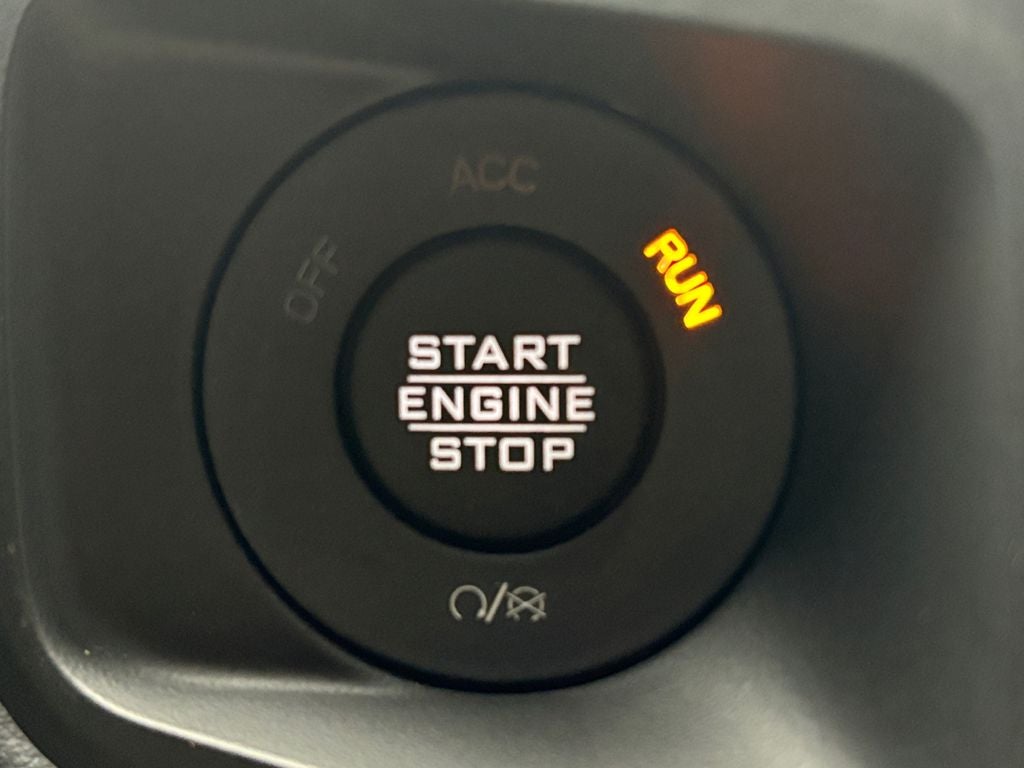 ACC
OFF
RUN
START
ENGINE
STOP